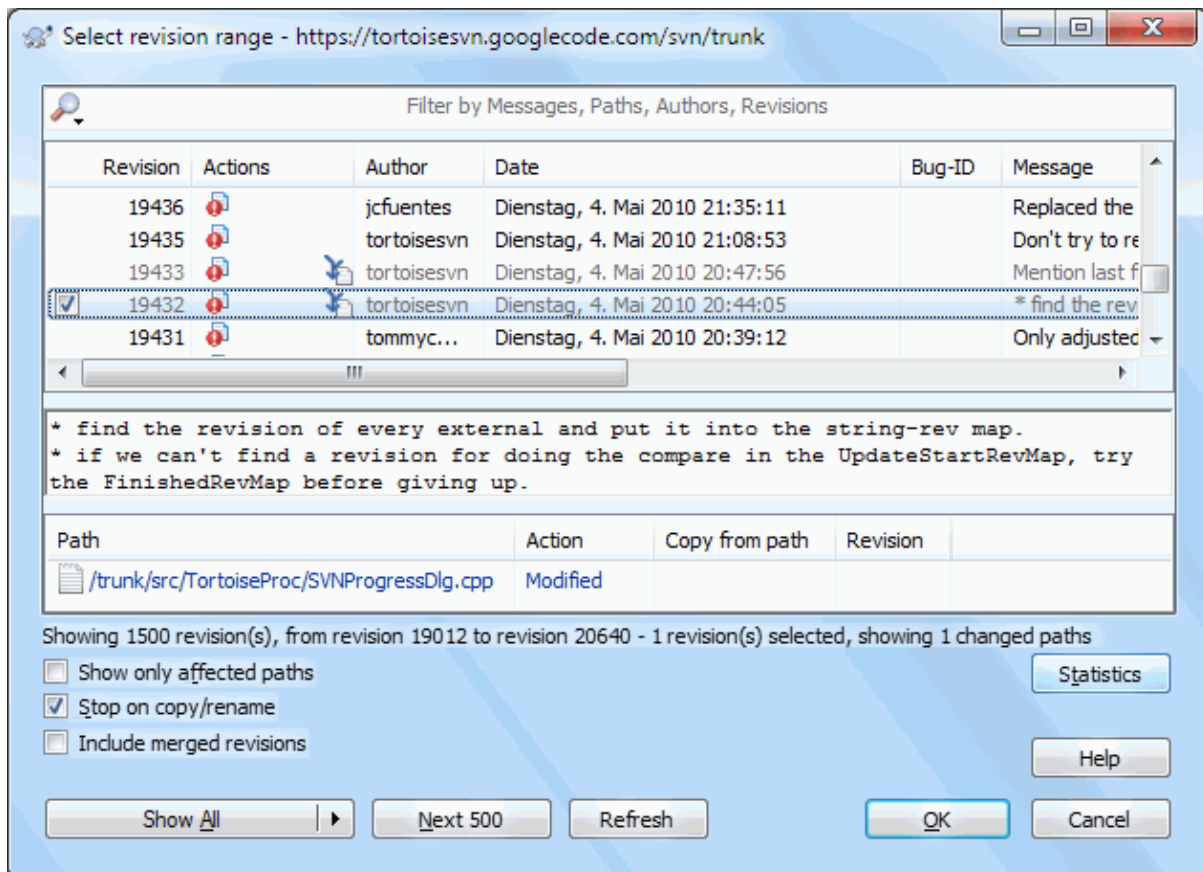 Select revision range - https://tortoisesvn.googlecode.com/svn/trunk
Filter by Messages, Paths, Authors, Revisions
Revision Actions Author Date Bug-ID Message
19436 jcfuentes Dienstag, 4. Mai 2010 21:35:11 Replaced the
19435 tortoisesvn Dienstag, 4. Mai 2010 21:08:53 Don't try to re
19433 tortoisesvn Dienstag, 4. Mai 2010 20:47:56 Mention last f
19432 tortoisesvn Dienstag, 4. Mai 2010 20:44:05 * find the rev
19431 tommyc... Dienstag, 4. Mai 2010 20:39:12 Only adjusted
* find the revision of every external and put it into the string-rev map.
* if we can't find a revision for doing the compare in the UpdateStartRevMap, try
the FinishedRevMap before giving up.
Path Action Copy from path Revision
/trunk/src/TortoiseProc/SVNProgressDlg.cpp Modified
Showing 1500 revision(s), from revision 19012 to revision 20640 - 1 revision(s) selected, showing 1 changed paths
Show only affected paths
Statistics
Stop on copy/rename
Include merged revisions
Help
Show All Next 500 Refresh OK Cancel